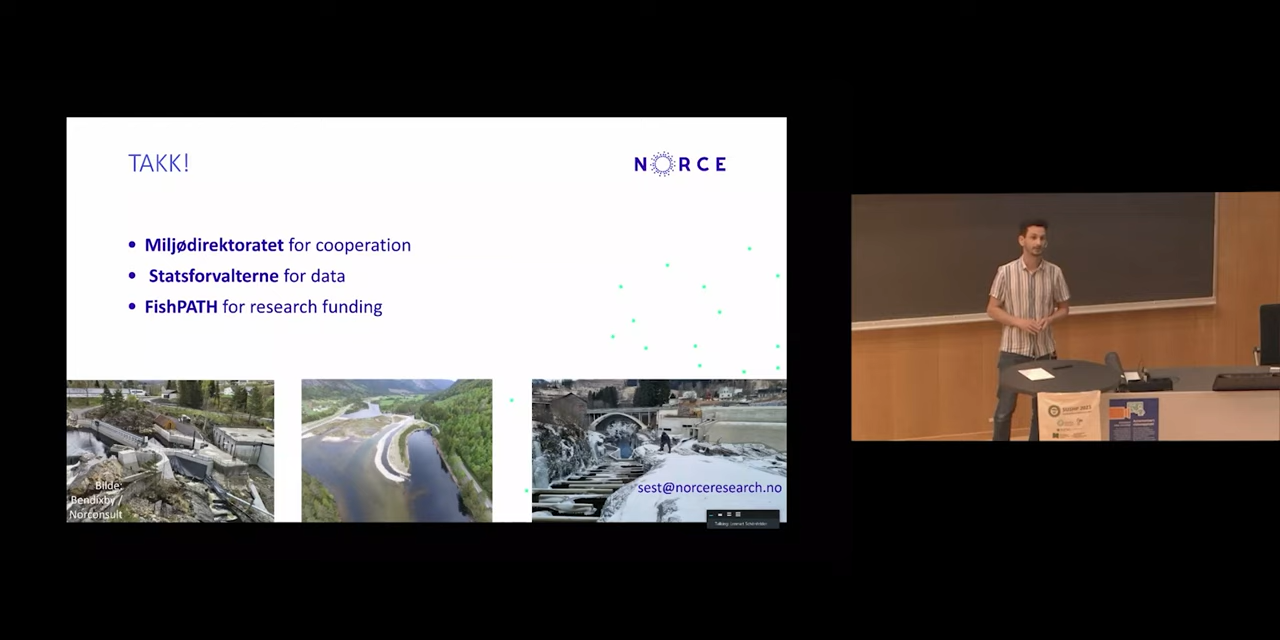 TAKK!
NORCE
• Miljødirektoratet for cooperation
• Statsforvalterne for data
• FishPATH for research funding
Bilde:
Bendixby /
Norconsult
sest@norceresearch.no